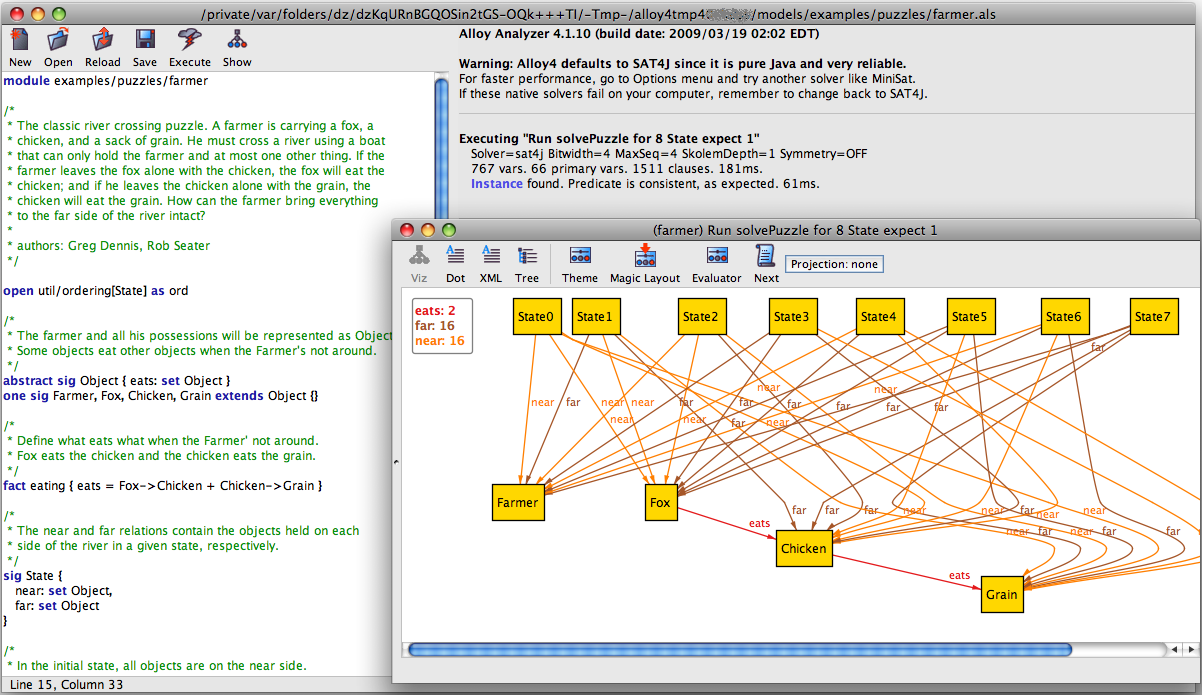 /private/var/folders/dz/dzKqURnBGQOSin2tGS-OQk+++TI/-Tmp-/alloy4tmp4 /models/examples/puzzles/farmer.als
New Open Reload Save Execute Show
module examples/puzzles/farmer
/*
* The classic river crossing puzzle. A farmer is carrying a fox, a
* chicken, and a sack of grain. He must cross a river using a boat
* that can only hold the farmer and at most one other thing. If the
* farmer leaves the fox alone with the chicken, the fox will eat the
* chicken; and if he leaves the chicken alone with the grain, the
* chicken will eat the grain. How can the farmer bring everything
* to the far side of the river intact?
*
* authors: Greg Dennis, Rob Seater
*/
open util/ordering[State] as ord
/*
* The farmer and all his possessions will be represented as Object
* Some objects eat other objects when the Farmer's not around.
*/
abstract sig Object { eats: set Object }
one sig Farmer, Fox, Chicken, Grain extends Object {}
/*
* Define what eats what when the Farmer' not around.
* Fox eats the chicken and the chicken eats the grain.
*/
fact eating { eats = Fox->Chicken + Chicken->Grain }
/*
* The near and far relations contain the objects held on each
* side of the river in a given state, respectively.
*/
sig State {
near: set Object,
far: set Object
}
/*
* In the initial state, all objects are on the near side.
Line 15, Column 33
Alloy Analyzer 4.1.10 (build date: 2009/03/19 02:02 EDT)
Warning: Alloy4 defaults to SAT4J since it is pure Java and very reliable.
For faster performance, go to Options menu and try another solver like MiniSat.
If these native solvers fail on your computer, remember to change back to SAT4J.
Executing "Run solvePuzzle for 8 State expect 1"
Solver=sat4j Bitwidth=4 MaxSeq=4 SkolemDepth=1 Symmetry=OFF
767 vars. 66 primary vars. 1511 clauses. 181ms.
Instance found. Predicate is consistent, as expected. 61ms.
(farmer) Run solvePuzzle for 8 State expect 1
Viz Dot XML Tree Theme Magic Layout Evaluator Next Projection: none
eats: 2
far: 16
near: 16
State0 State1 State2 State3 State4 State5 State6 State7
far
near near
near far near near far far far far far
near near far near
Farmer Fox
far far far near near far near near
eats
near far near far far
Chicken
eats
Grain